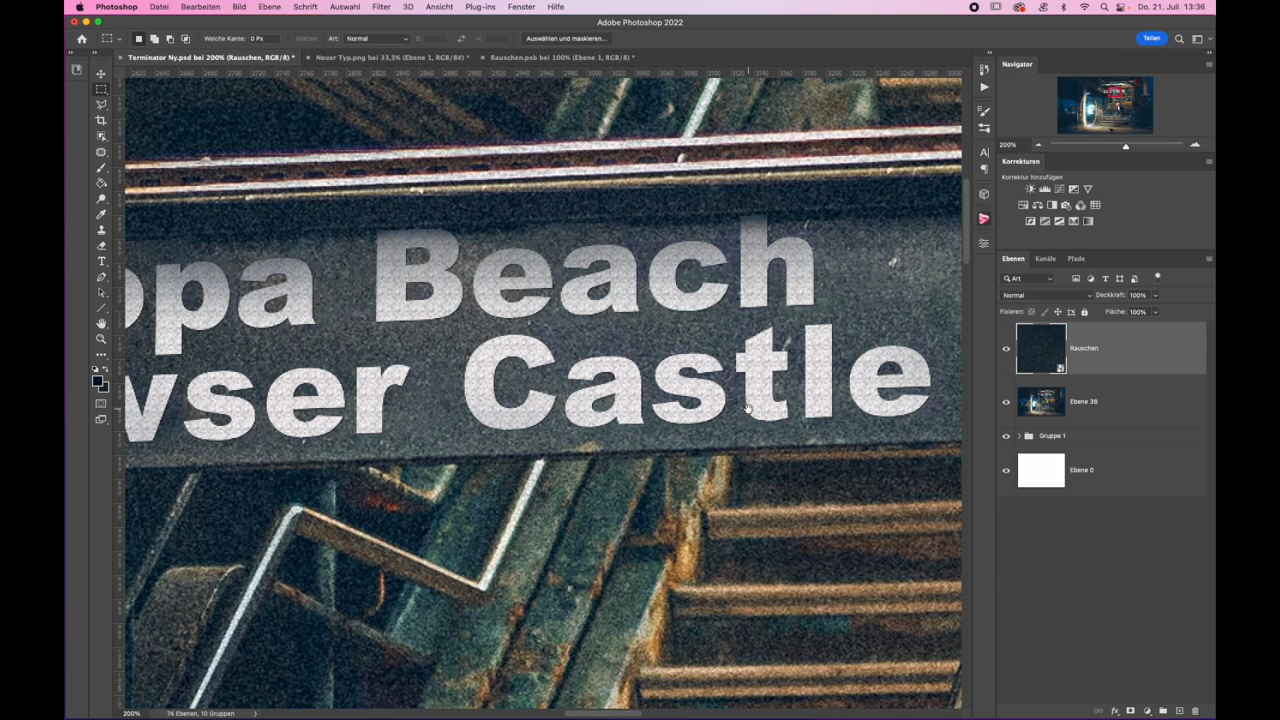 Photoshop Datei Bearbeiten Bild Ebene Schrift Auswahl Filter 3D Ansicht Plug-ins Fenster Hilfe Do. 21. Juli 13:36
Adobe Photoshop 2022
Welche Kante: 0 Px Glätten Art: Normal Auswählen und maskieren... Teilen
Terminator Ny.psd bei 200% (Rauschen, RGB/8) * Neuer Typ.png bei 33,3% (Ebene 1, RGB/8#) * Rauschen.psb bei 100% (Ebene 1, RGB/8) *
Navigator
200%
Korrekturen
Korrektur hinzufügen
opa Beach
wser Castle
Ebenen Kanäle Pfade
Art
Normal Deckkraft: 100%
Fixieren: Fläche: 100%
Rauschen
Ebene 38
Gruppe 1
Ebene 0
200% 74 Ebenen, 10 Gruppen